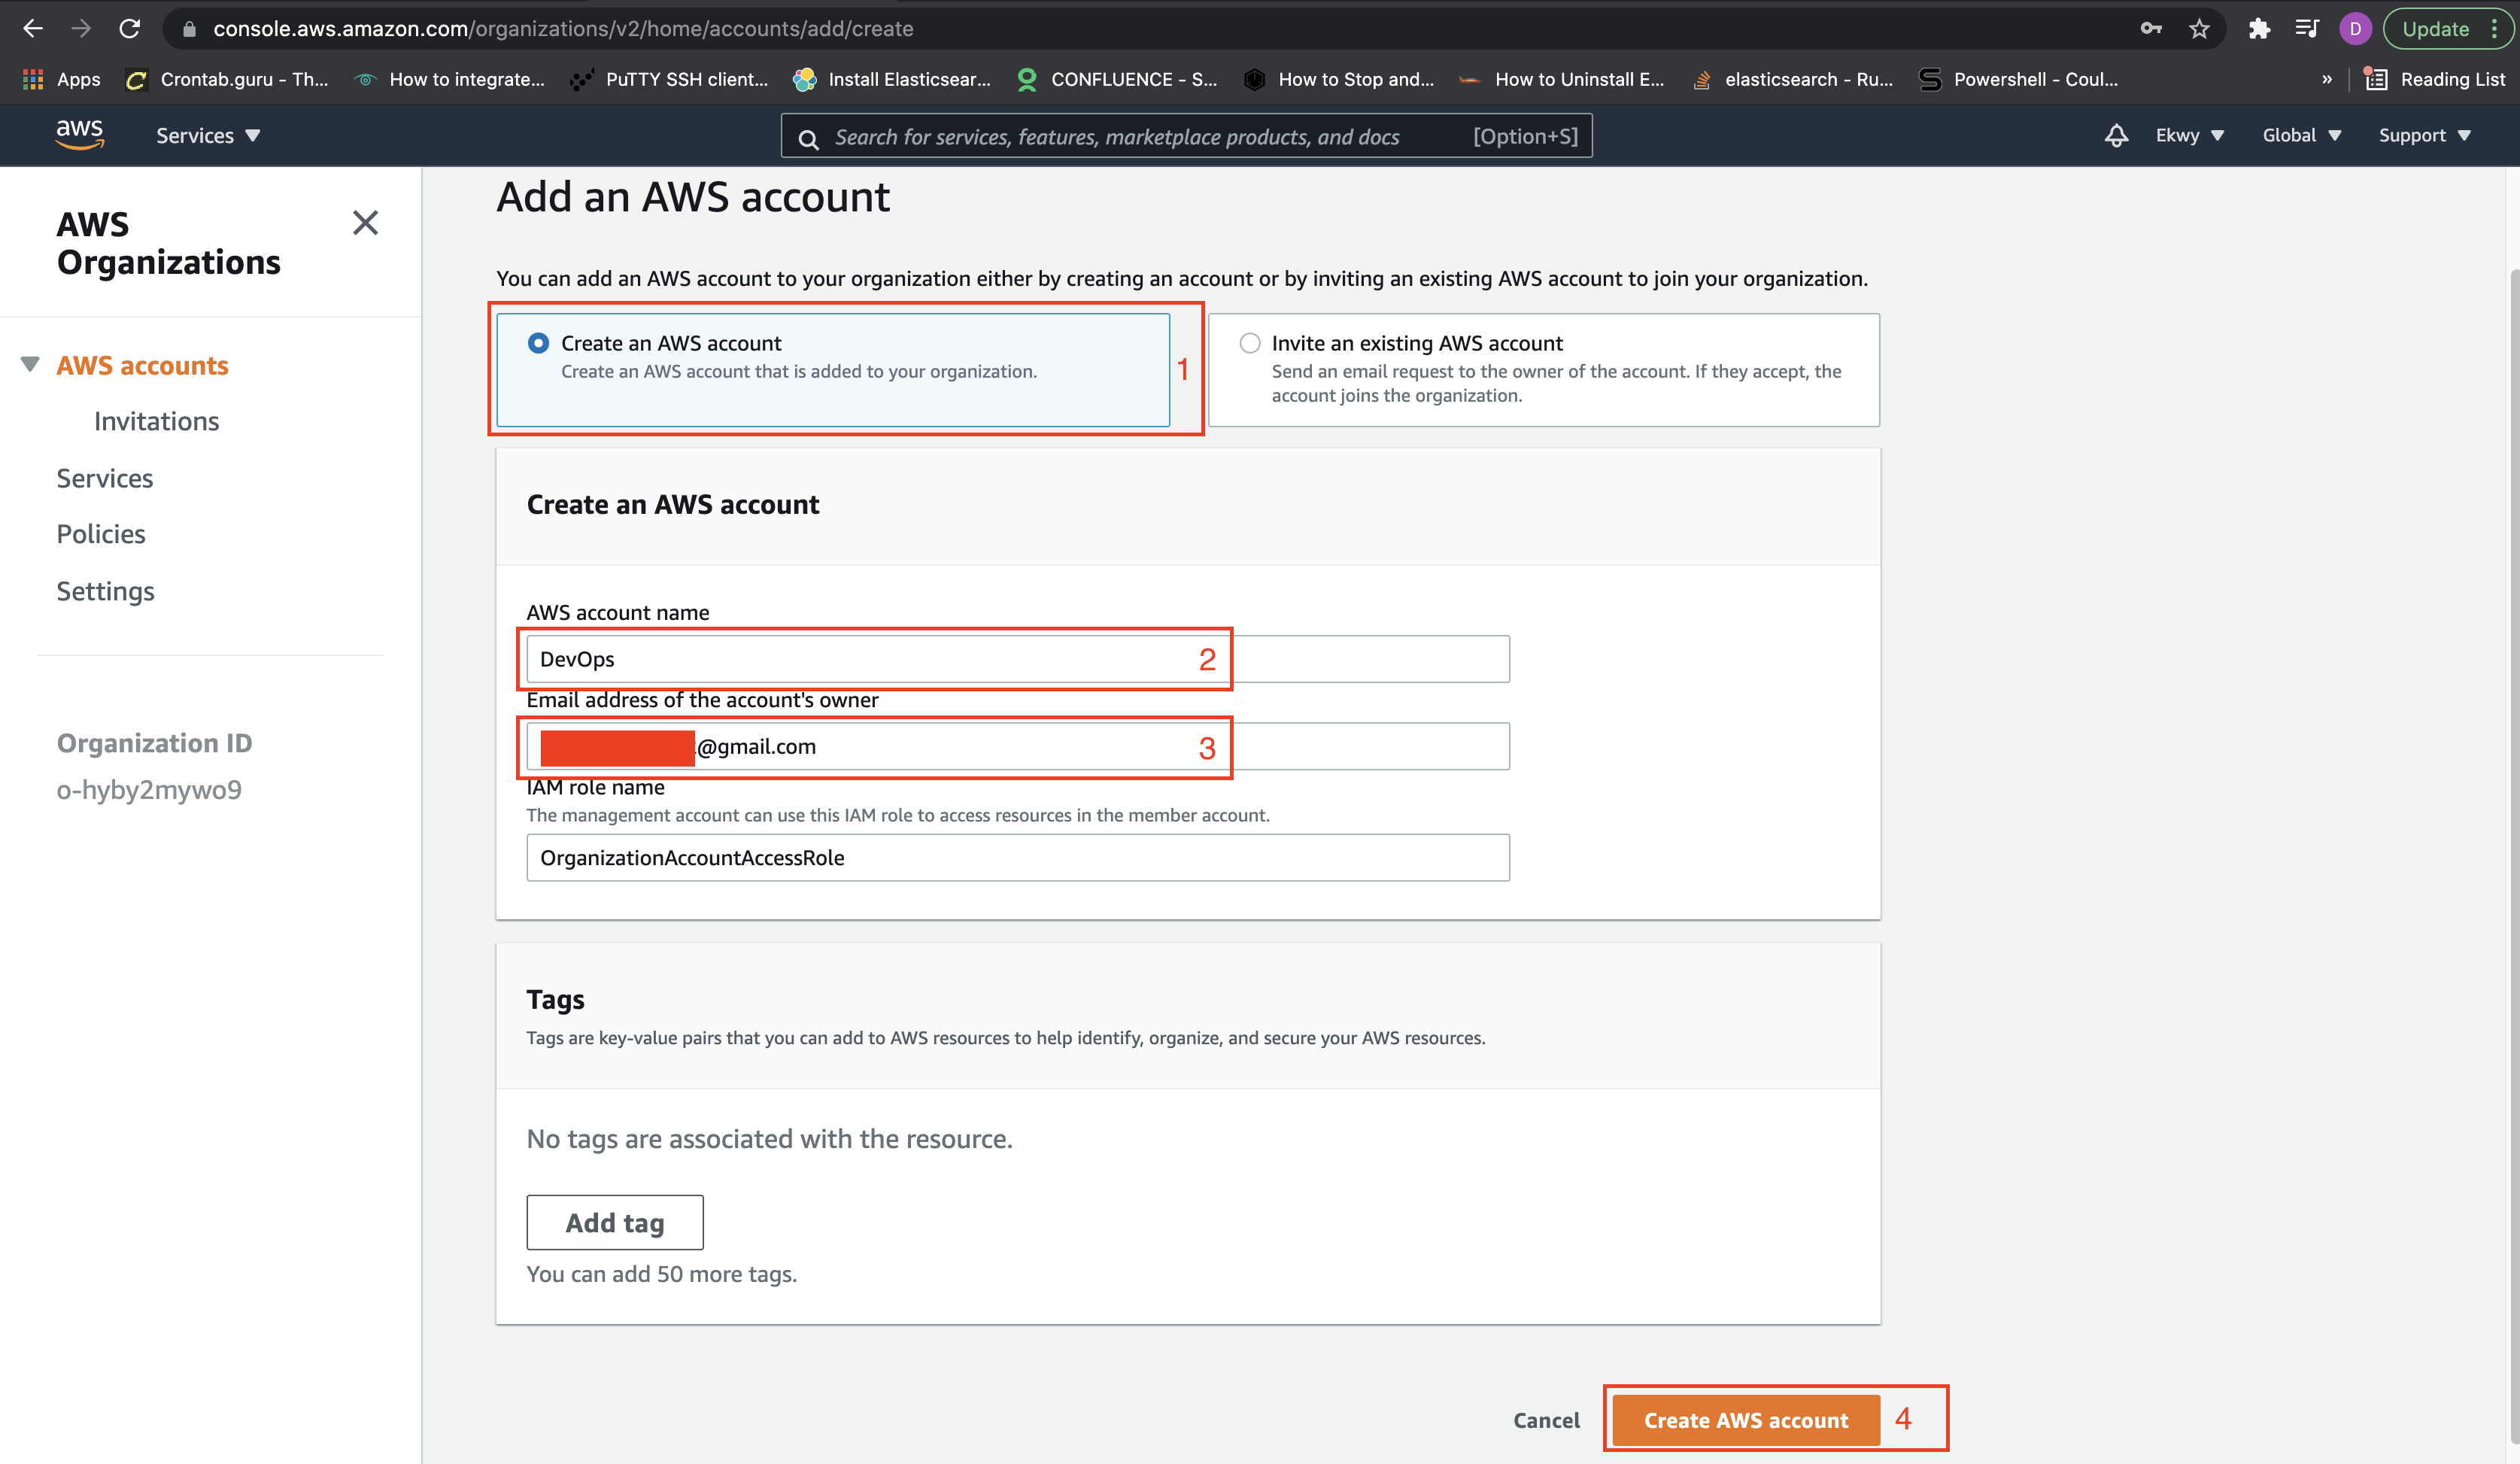 console.aws.amazon.com/organizations/v2/home/accounts/add/create
D
Update
Apps
Crontab.guru - Th...
How to integrate...
PuTTY SSH client...
Install Elasticsear...
CONFLUENCE - S...
How to Stop and...
How to Uninstall E...
elasticsearch - Ru...
Powershell - Coul...
»
Reading List
aws
Services
Search for services, features, marketplace products, and docs
[Option+S]
Ekwy
Global
Support
AWS
Organizations
AWS accounts
Invitations
Services
Policies
Settings
Organization ID
o-hyby2mywo9
Add an AWS account
You can add an AWS account to your organization either by creating an account or by inviting an existing AWS account to join your organization.
Create an AWS account
Create an AWS account that is added to your organization.
1
Invite an existing AWS account
Send an email request to the owner of the account. If they accept, the
account joins the organization.
Create an AWS account
AWS account name
DevOps
2
Email address of the account's owner
@gmail.com
3
IAM role name
The management account can use this IAM role to access resources in the member account.
OrganizationAccountAccessRole
Tags
Tags are key-value pairs that you can add to AWS resources to help identify, organize, and secure your AWS resources.
No tags are associated with the resource.
Add tag
You can add 50 more tags.
Cancel
Create AWS account
4